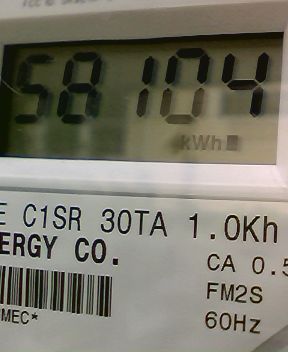 58104
kWh
E C1SR 30TA 1.0Kh
ERGY CO.
CA 0.5
FM2S
MEC*
60Hz